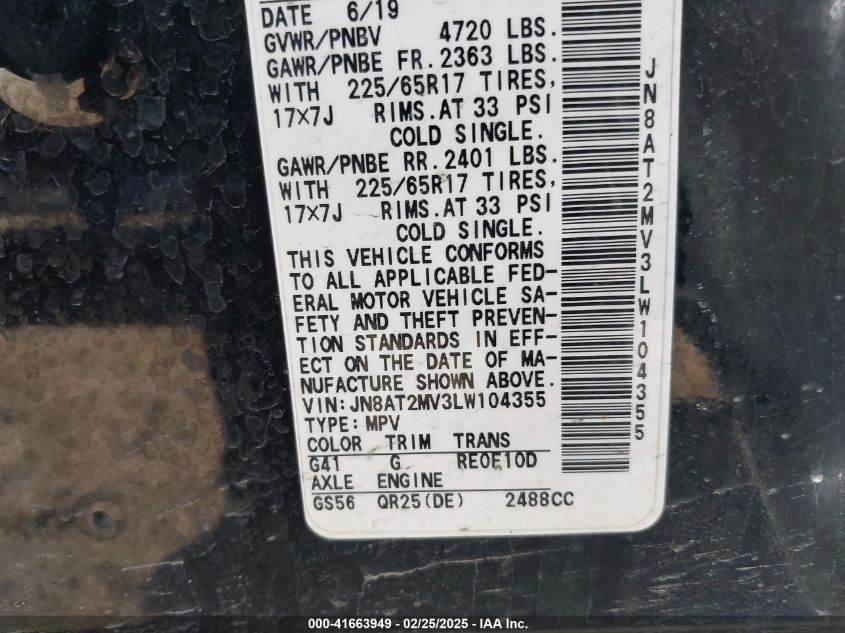 DATE 6/19
GVWR/PNBV 4720 LBS.
GAWR/PNBE FR.2363 LBS.
WITH 225/65R17 TIRES,
17X7J RIMS.AT 33 PSI
COLD SINGLE.
GAWR/PNBE RR.2401 LBS.
WITH 225/65R17 TIRES,
17X7J RIMS.AT 33 PSI
COLD SINGLE.
THIS VEHICLE CONFORMS
TO ALL APPLICABLE FED-
ERAL MOTOR VEHICLE SA-
FETY AND THEFT PREVEN-
TION STANDARDS IN EFF-
ECT ON THE DATE OF MA-
NUFACTURE SHOWN ABOVE.
VIN:JN8AT2MV3LW104355
TYPE:MPV
COLOR TRIM TRANS
G41 G RE0F10D
AXLE ENGINE
GS56 QR25(DE) 2488CC
JN8AT2MV3LW104355
000-41663949 - 02/25/2025 - IAA Inc.